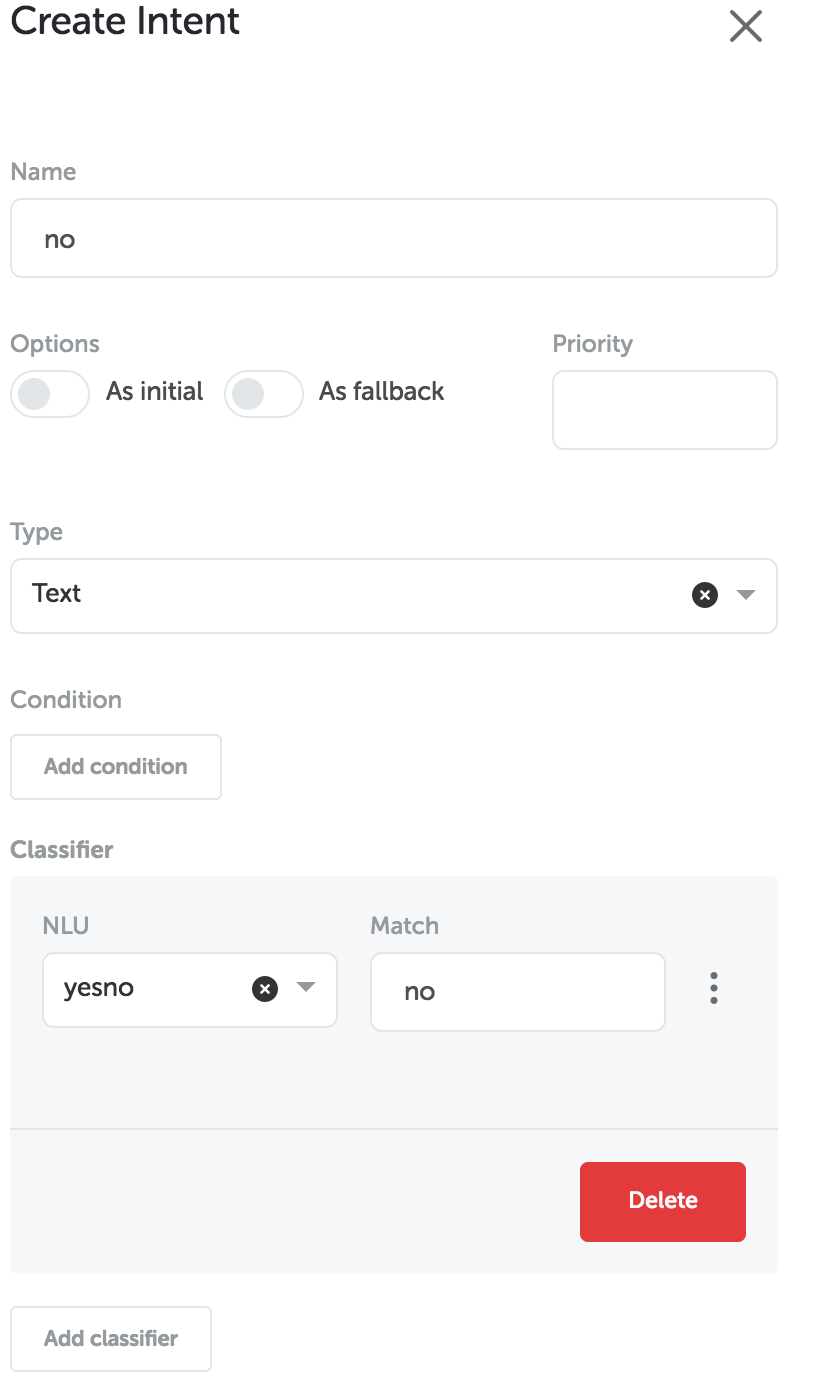 Create Intent
Name
no
Options
Priority
As initial
As fallback
Type
Text
Condition
Add condition
Classifier
NLU
Match
yesno
no
Delete
Add classifier